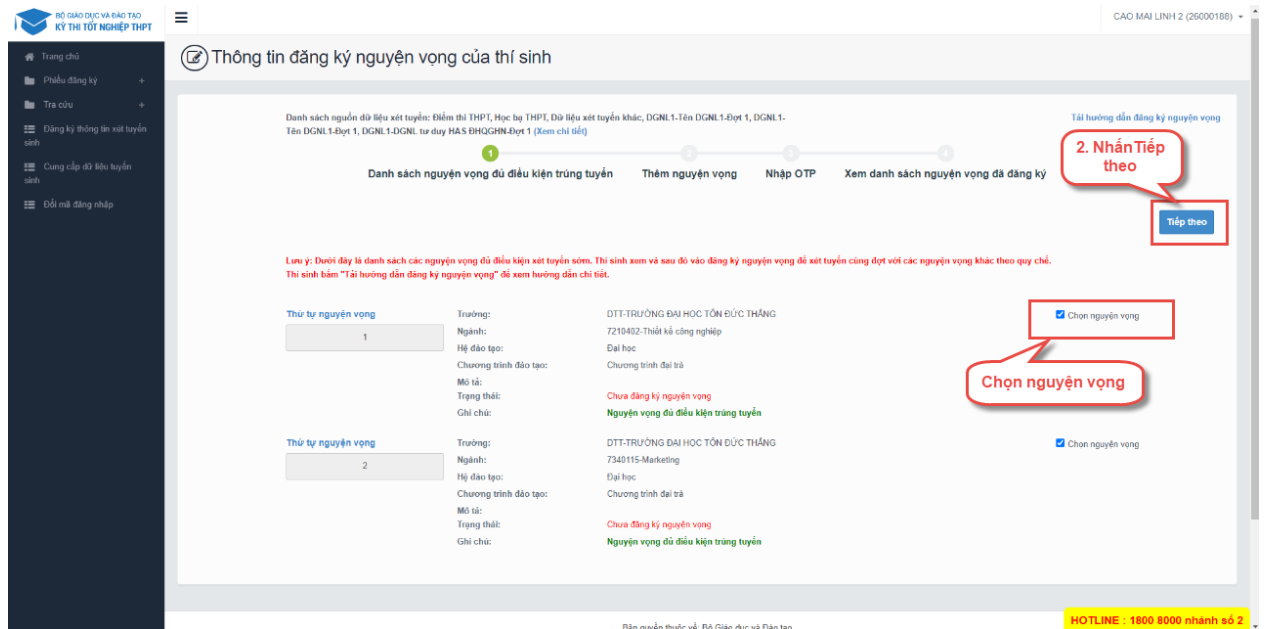 BỘ GIÁO DỤC VÀ ĐÀO TẠO
KỲ THI TỐT NGHIỆP THPT
CAO MAI LINH 2 (26000188)
Trang chủ
Phiếu đăng ký +
Tra cứu +
Đăng ký thông tin xét tuyển
sinh
Cung cấp dữ liệu tuyển
sinh
Đổi mã đăng nhập
Thông tin đăng ký nguyện vọng của thí sinh
Danh sách nguồn dữ liệu xét tuyển: Điểm thi THPT, Học bạ THPT, Dữ liệu xét tuyển khác, DGNL1-Tên DGNL1-Đợt 1, DGNL1-
Tên DGNL1-Đợt 1, DGNL1-DGNL tư duy HAS ĐHQGHN-Đợt 1 (Xem chi tiết)
Tải hướng dẫn đăng ký nguyện vọng
1 2 3 4
Danh sách nguyện vọng đủ điều kiện trúng tuyển Thêm nguyện vọng Nhập OTP Xem danh sách nguyện vọng đã đăng ký
2. Nhấn Tiếp
theo
Tiếp theo
Lưu ý: Dưới đây là danh sách các nguyện vọng đủ điều kiện xét tuyển sớm. Thí sinh xem và sau đó vào đăng ký nguyện vọng để xét tuyển cùng đợt với các nguyện vọng khác theo quy chế.
Thí sinh bấm "Tải hướng dẫn đăng ký nguyện vọng" để xem hướng dẫn chi tiết.
Thứ tự nguyện vọng
1
Trường: DTT-TRƯỜNG ĐẠI HỌC TÔN ĐỨC THẮNG
Ngành: 7210402-Thiết kế công nghiệp
Hệ đào tạo: Đại học
Chương trình đào tạo: Chương trình đại trà
Mô tả:
Trạng thái: Chưa đăng ký nguyện vọng
Ghi chú: Nguyện vọng đủ điều kiện trúng tuyển
Chọn nguyện vọng
Chọn nguyện vọng
Thứ tự nguyện vọng
2
Trường: DTT-TRƯỜNG ĐẠI HỌC TÔN ĐỨC THẮNG
Ngành: 7340115-Marketing
Hệ đào tạo: Đại học
Chương trình đào tạo: Chương trình đại trà
Mô tả:
Trạng thái: Chưa đăng ký nguyện vọng
Ghi chú: Nguyện vọng đủ điều kiện trúng tuyển
Chọn nguyện vọng
Bản quyền thuộc về: Bộ Giáo dục và Đào tạo
HOTLINE : 1800 8000 nhánh số 2